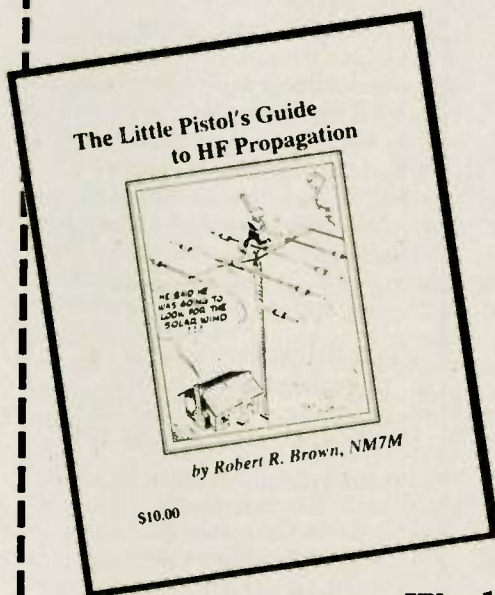 The Little Pistol's Guide
to HF Propagation
HE SAID HE
WAS GOING TO
LOOK FOR THE
SOLAR WIND
by Robert R. Brown, NM7M
$10.00